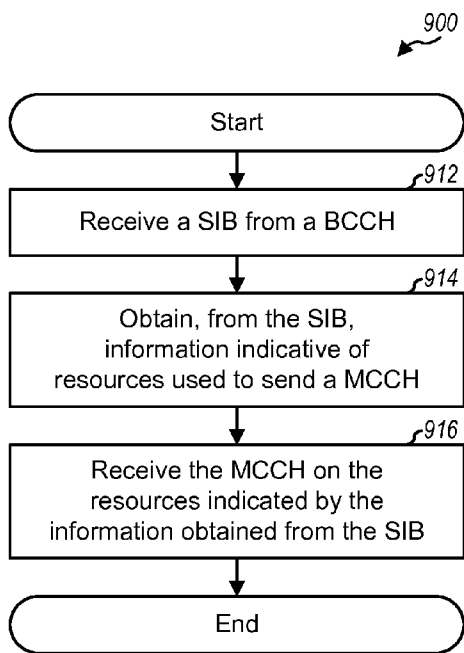 900
Start
912
Receive a SIB from a BCCH
914
Obtain, from the SIB,
information indicative of
resources used to send a MCCH
916
Receive the MCCH on the
resources indicated by the
information obtained from the SIB
End